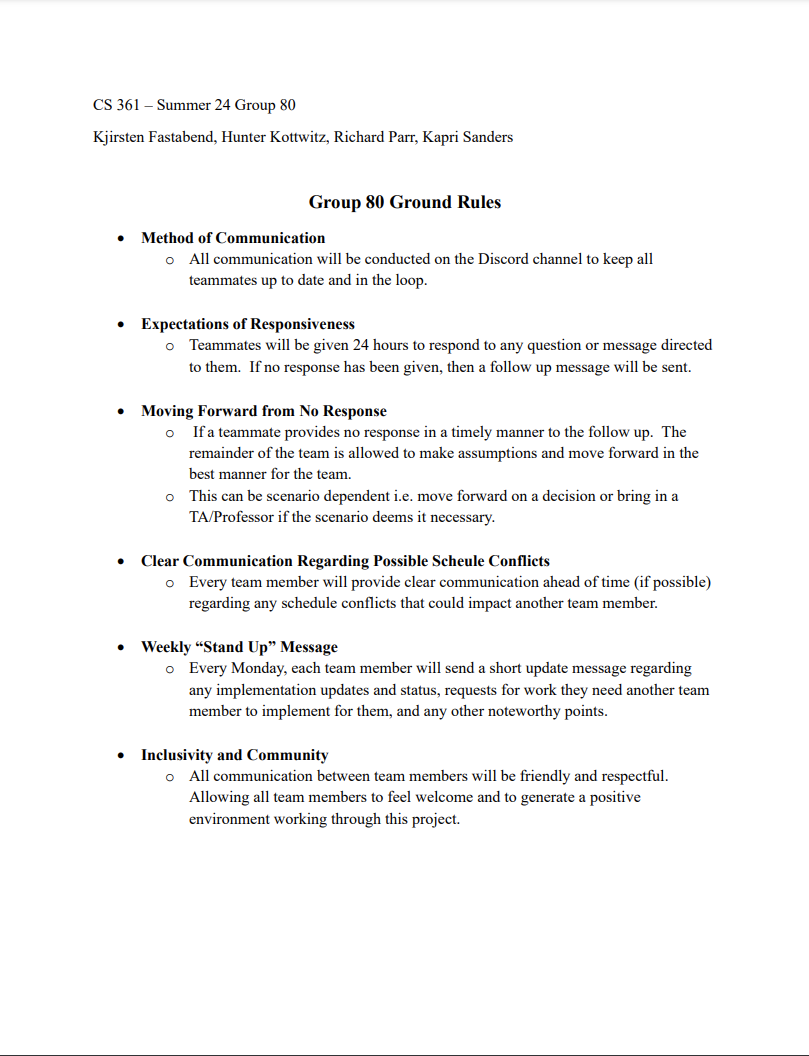 CS 361 – Summer 24 Group 80
Kjirsten Fastabend, Hunter Kottwitz, Richard Parr, Kapri Sanders
Group 80 Ground Rules
• Method of Communication
o All communication will be conducted on the Discord channel to keep all
teammates up to date and in the loop.
• Expectations of Responsiveness
o Teammates will be given 24 hours to respond to any question or message directed
to them.  If no response has been given, then a follow up message will be sent.
• Moving Forward from No Response
o  If a teammate provides no response in a timely manner to the follow up.  The
remainder of the team is allowed to make assumptions and move forward in the
best manner for the team.
o This can be scenario dependent i.e. move forward on a decision or bring in a
TA/Professor if the scenario deems it necessary.
• Clear Communication Regarding Possible Scheule Conflicts
o Every team member will provide clear communication ahead of time (if possible)
regarding any schedule conflicts that could impact another team member.
• Weekly “Stand Up” Message
o Every Monday, each team member will send a short update message regarding
any implementation updates and status, requests for work they need another team
member to implement for them, and any other noteworthy points.
• Inclusivity and Community
o All communication between team members will be friendly and respectful.
Allowing all team members to feel welcome and to generate a positive
environment working through this project.